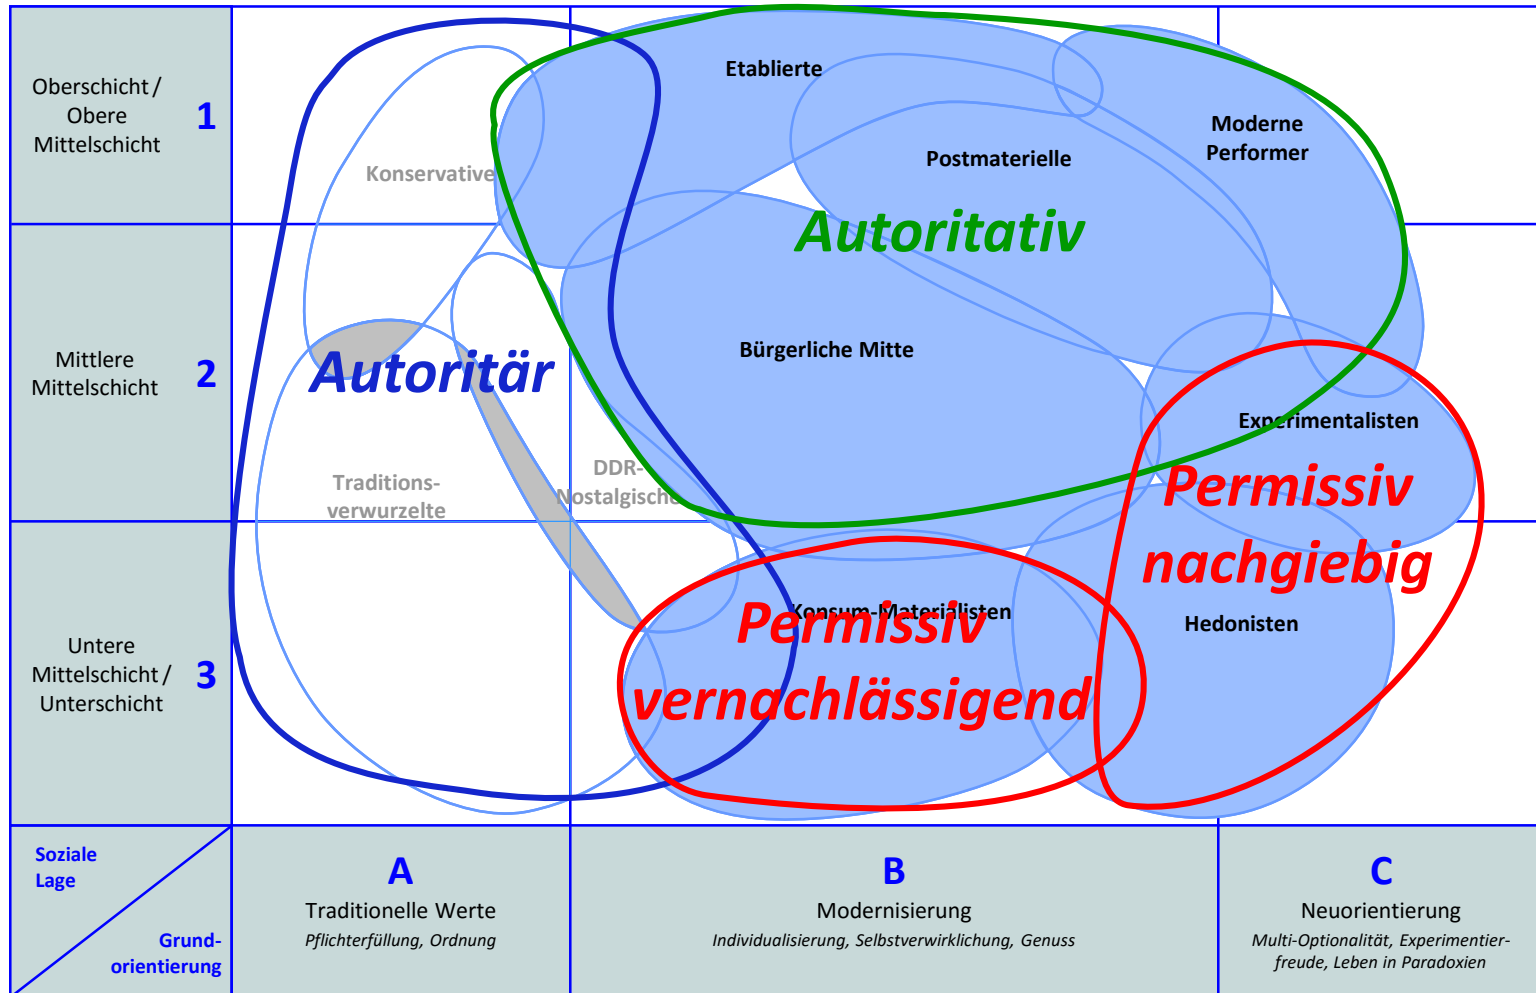 Oberschicht /
Obere
Mittelschicht
1
Etablierte
Moderne
Performer
Postmaterielle
Konservative
Autoritativ
Mittlere
Mittelschicht
2
Bürgerliche Mitte
Autoritär
Experimentalisten
Traditions-
verwurzelte
DDR-
Nostalgische
Permissiv
nachgiebig
Untere
Mittelschicht /
Unterschicht
3
Konsum-Materialisten
Permissiv
vernachlässigend
Hedonisten
Soziale
Lage
Grund-
orientierung
A
Traditionelle Werte
Pflichterfüllung, Ordnung
B
Modernisierung
Individualisierung, Selbstverwirklichung, Genuss
C
Neuorientierung
Multi-Optionalität, Experimentier-
freude, Leben in Paradoxien